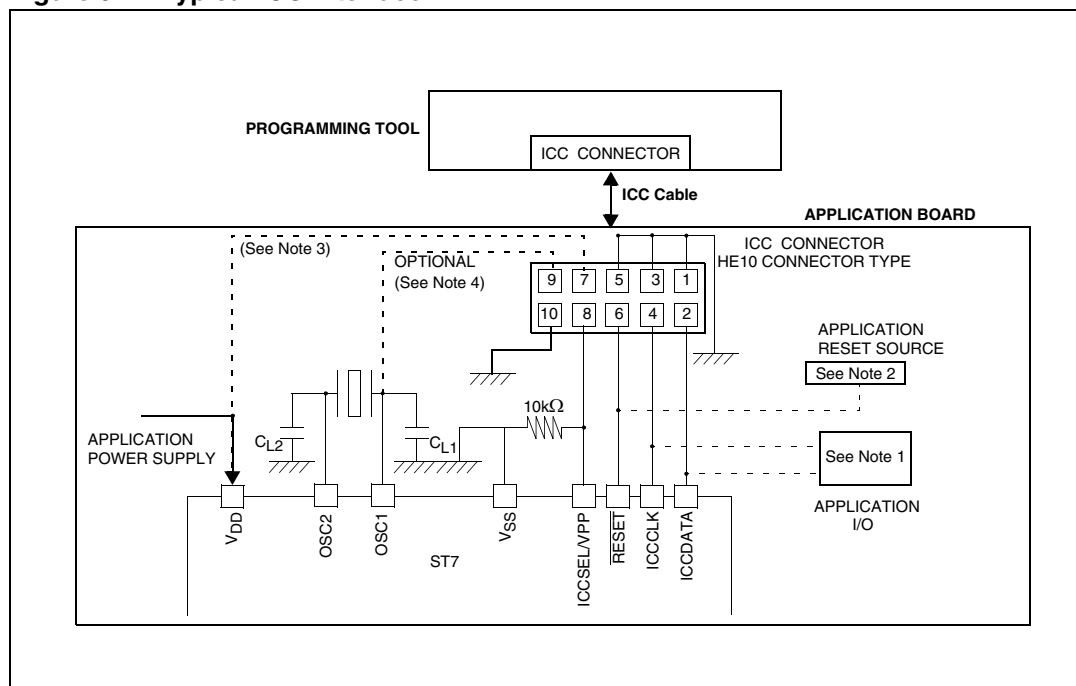 PROGRAMMING TOOL
ICC CONNECTOR
ICC Cable
APPLICATION BOARD
(See Note 3)
OPTIONAL
(See Note 4)
ICC CONNECTOR
HE10 CONNECTOR TYPE
9 7 5 3 1
10 8 6 4 2
APPLICATION
RESET SOURCE
See Note 2
10kΩ
APPLICATION
POWER SUPPLY
CL2
CL1
See Note 1
APPLICATION
I/O
VDD
OSC2
OSC1
VSS
ICCSEL/VPP
RESET
ICCCLK
ICCDATA
ST7